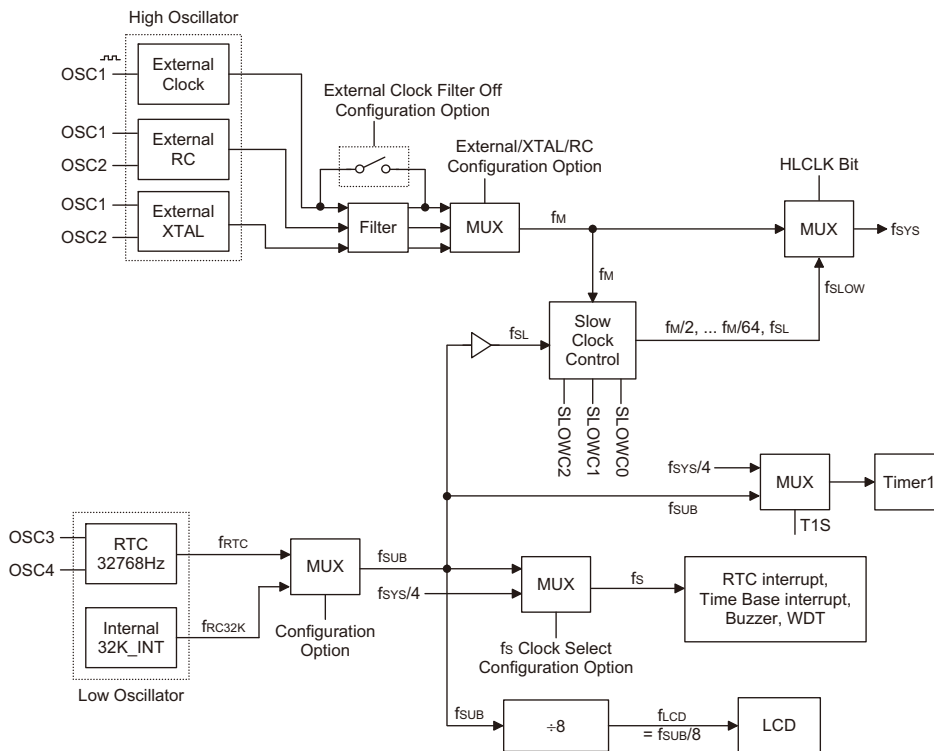 High Oscillator
OSC1
External
Clock
OSC1
OSC2
External
RC
OSC1
OSC2
External
XTAL
External Clock Filter Off
Configuration Option
Filter
External/XTAL/RC
Configuration Option
MUX
fM
HLCLK Bit
MUX
fSYS
fM
fSLOW
fSL
Slow
Clock
Control
fM/2, ... fM/64, fSL
SLOWC2
SLOWC1
SLOWC0
fSYS/4
fSUB
MUX
T1S
Timer1
OSC3
OSC4
RTC
32768Hz
fRTC
Internal
32K_INT
fRC32K
Low Oscillator
MUX
Configuration
Option
fSUB
fSYS/4
MUX
fS Clock Select
Configuration Option
fS
RTC interrupt,
Time Base interrupt,
Buzzer, WDT
fSUB
÷8
fLCD
= fSUB/8
LCD